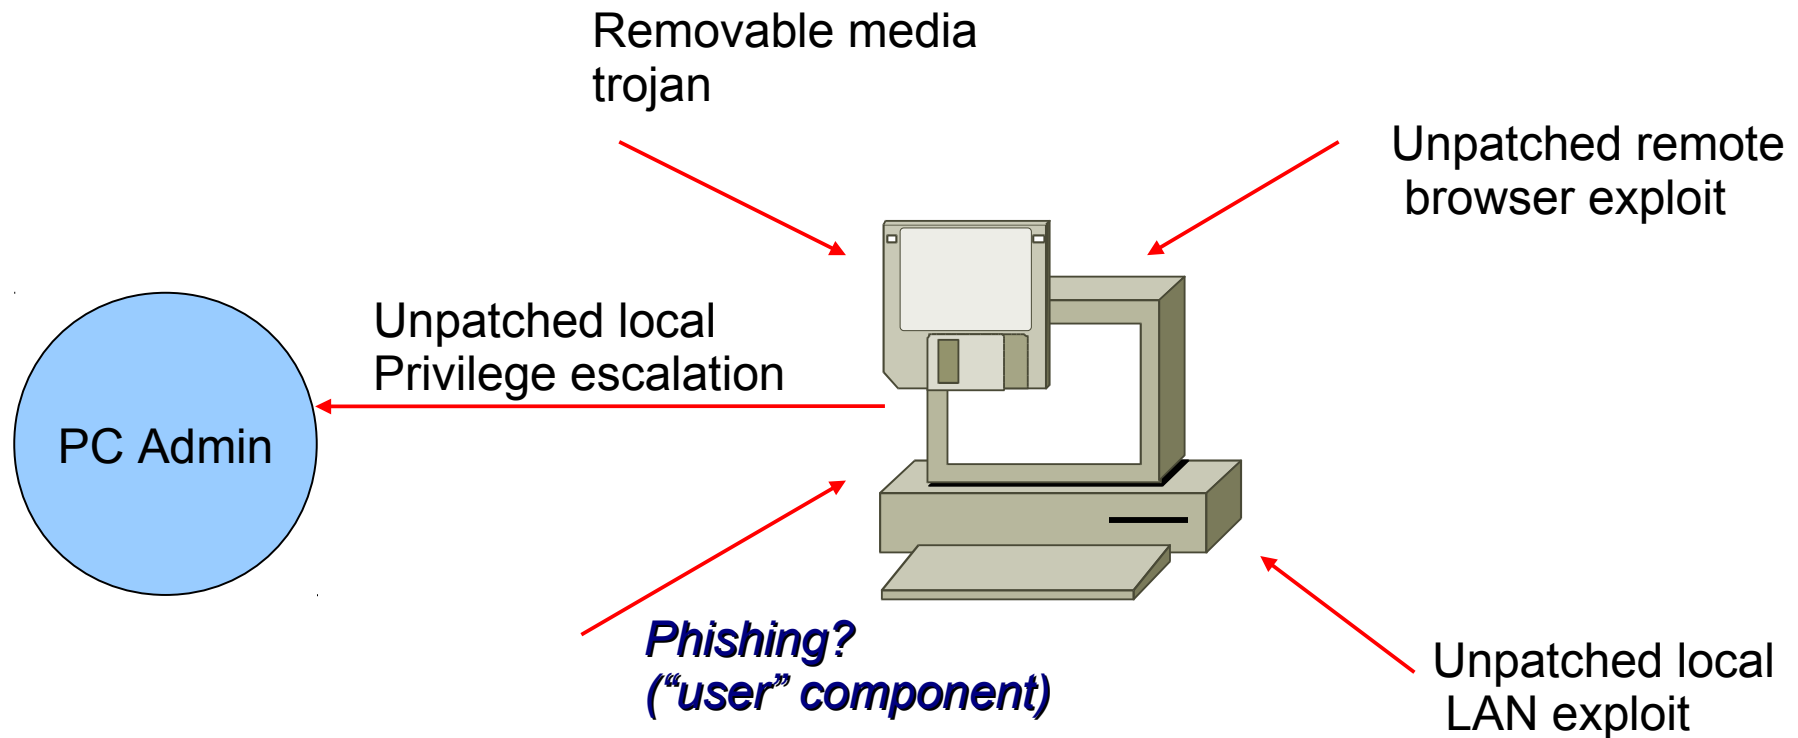 Removable media
trojan
Unpatched remote
browser exploit
Unpatched local
Privilege escalation
PC Admin
Phishing?
(“user” component)
Unpatched local
LAN exploit